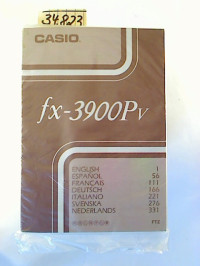 34.823
CASIO
fx-3900Pv
ENGLISH 1
ESPAÑOL 56
FRANÇAIS 111
DEUTSCH 166
ITALIANO 221
SVENSKA 276
NEDERLANDS 331